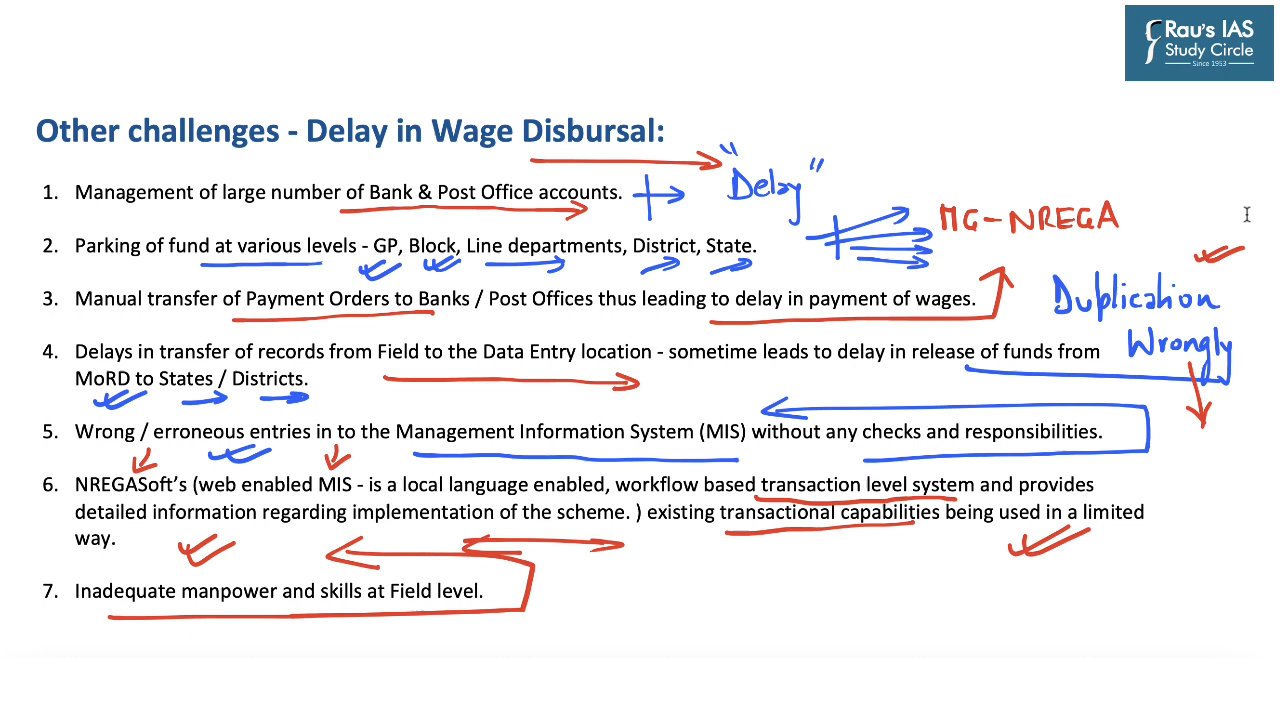 Rau's IAS
Study Circle
Since 1953
Other challenges - Delay in Wage Disbursal:
"Delay"
1. Management of large number of Bank & Post Office accounts.
MG-NREGA
2. Parking of fund at various levels - GP, Block, Line departments, District, State.
3. Manual transfer of Payment Orders to Banks / Post Offices thus leading to delay in payment of wages.
Duplication
Wrongly
4. Delays in transfer of records from Field to the Data Entry location - sometime leads to delay in release of funds from
MoRD to States / Districts.
5. Wrong / erroneous entries in to the Management Information System (MIS) without any checks and responsibilities.
6. NREGASoft's (web enabled MIS - is a local language enabled, workflow based transaction level system and provides
detailed information regarding implementation of the scheme. ) existing transactional capabilities being used in a limited
way.
7. Inadequate manpower and skills at Field level.